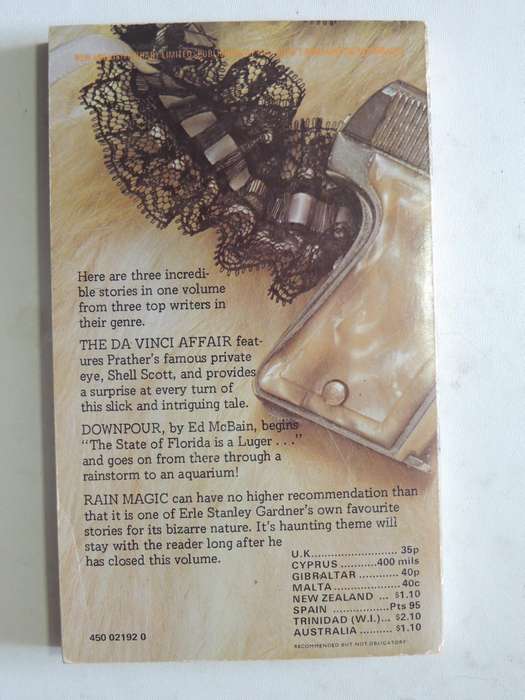 LIMITED
Here are three incredi-
ble stories in one volume
from three top writers in
their genre.
THE DA VINCI AFFAIR feat-
ures Prather's famous private
eye, Shell Scott, and provides
a surprise at every turn of
this slick and intriguing tale.
DOWNPOUR, by Ed McBain, begins
"The State of Florida is a Luger . . ."
and goes on from there through a
rainstorm to an aquarium!
RAIN MAGIC can have no higher recommendation than
that it is one of Erle Stanley Gardner's own favourite
stories for its bizarre nature. It's haunting theme will
stay with the reader long after he
has closed this volume.
U.K.......................... 35p
CYPRUS ...........400 mils
GIBRALTAR ............ 40p
MALTA .................... 40c
NEW ZEALAND ... $1.10
SPAIN .................Pts 95
TRINIDAD (W.I.)... $2.10
AUSTRALIA .......... $1.10
RECOMMENDED BUT NOT OBLIGATORY
450 02192 0